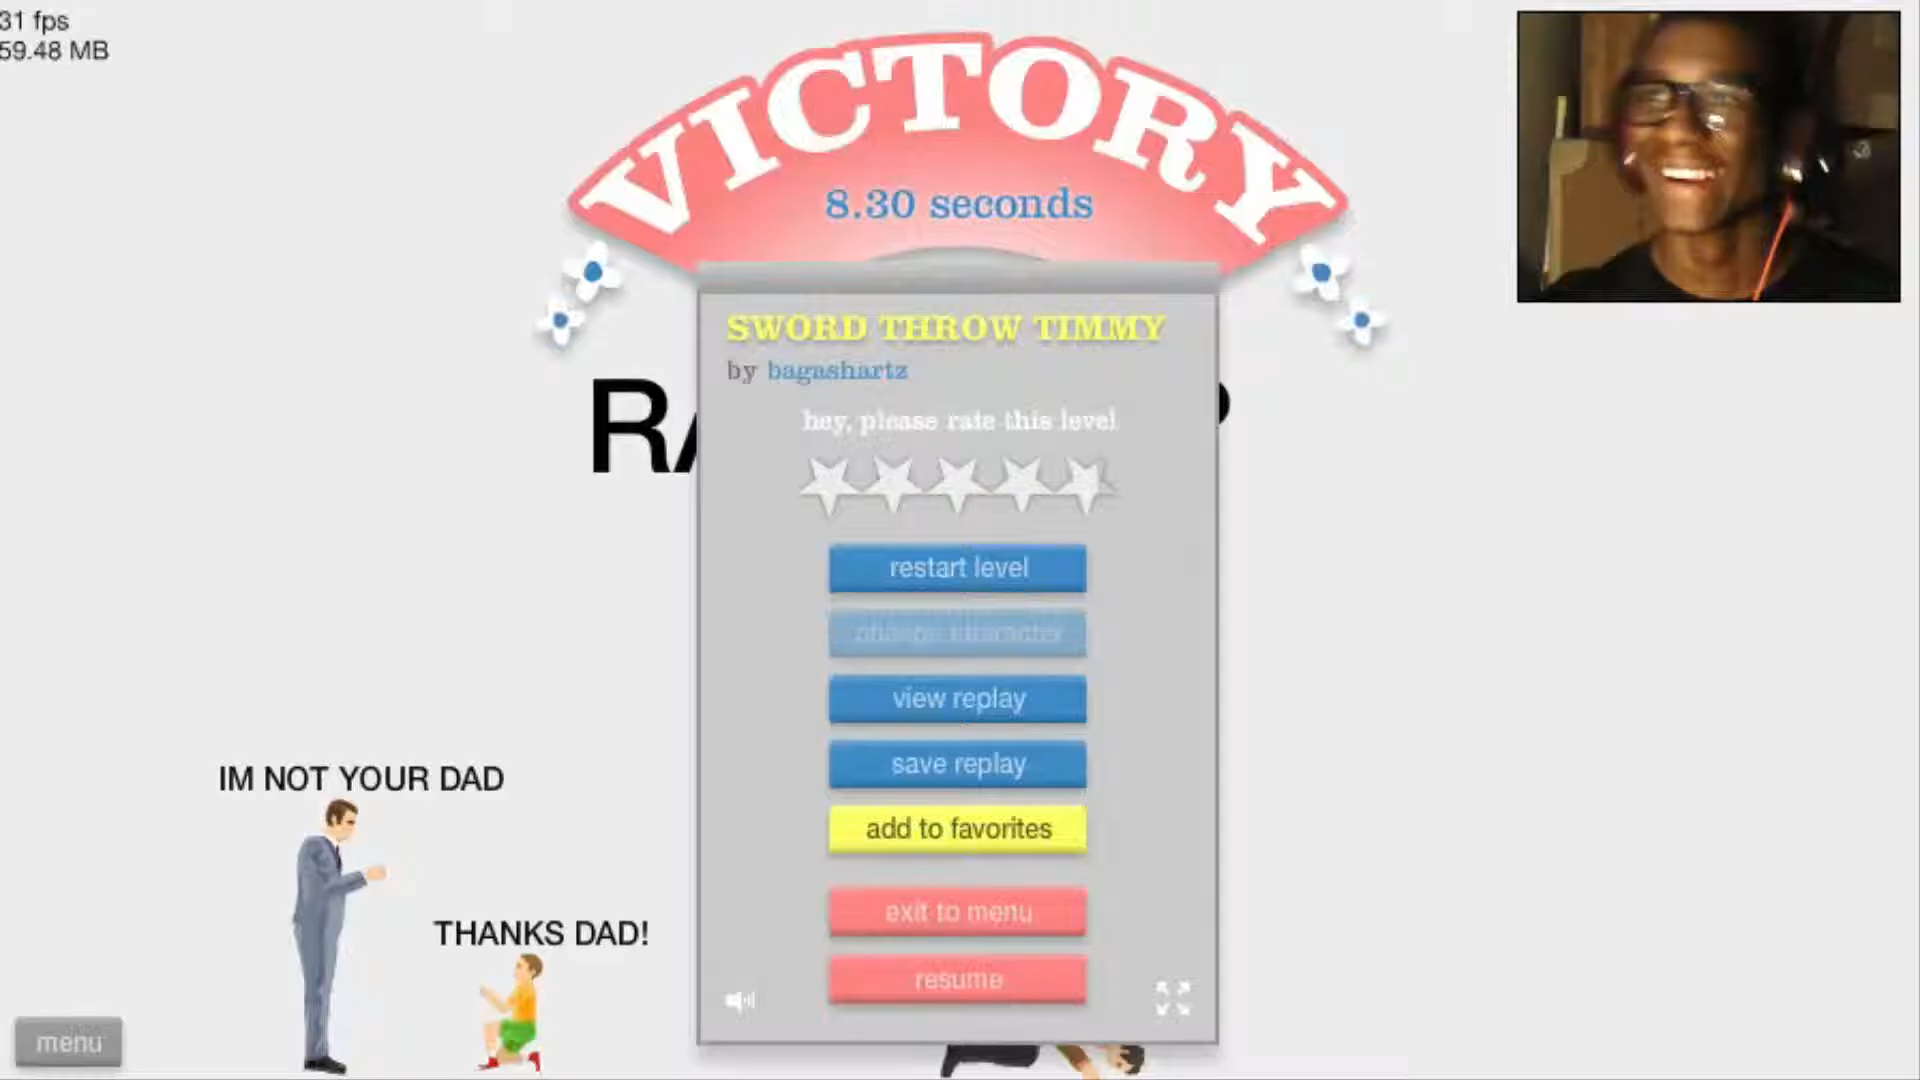 31 fps
59.48 MB
VICTORY
8.30 seconds
SWORD THROW TIMMY
by bagashartz
hey, please rate this level
restart level
change character
view replay
save replay
add to favorites
exit to menu
resume
IM NOT YOUR DAD
THANKS DAD!
menu